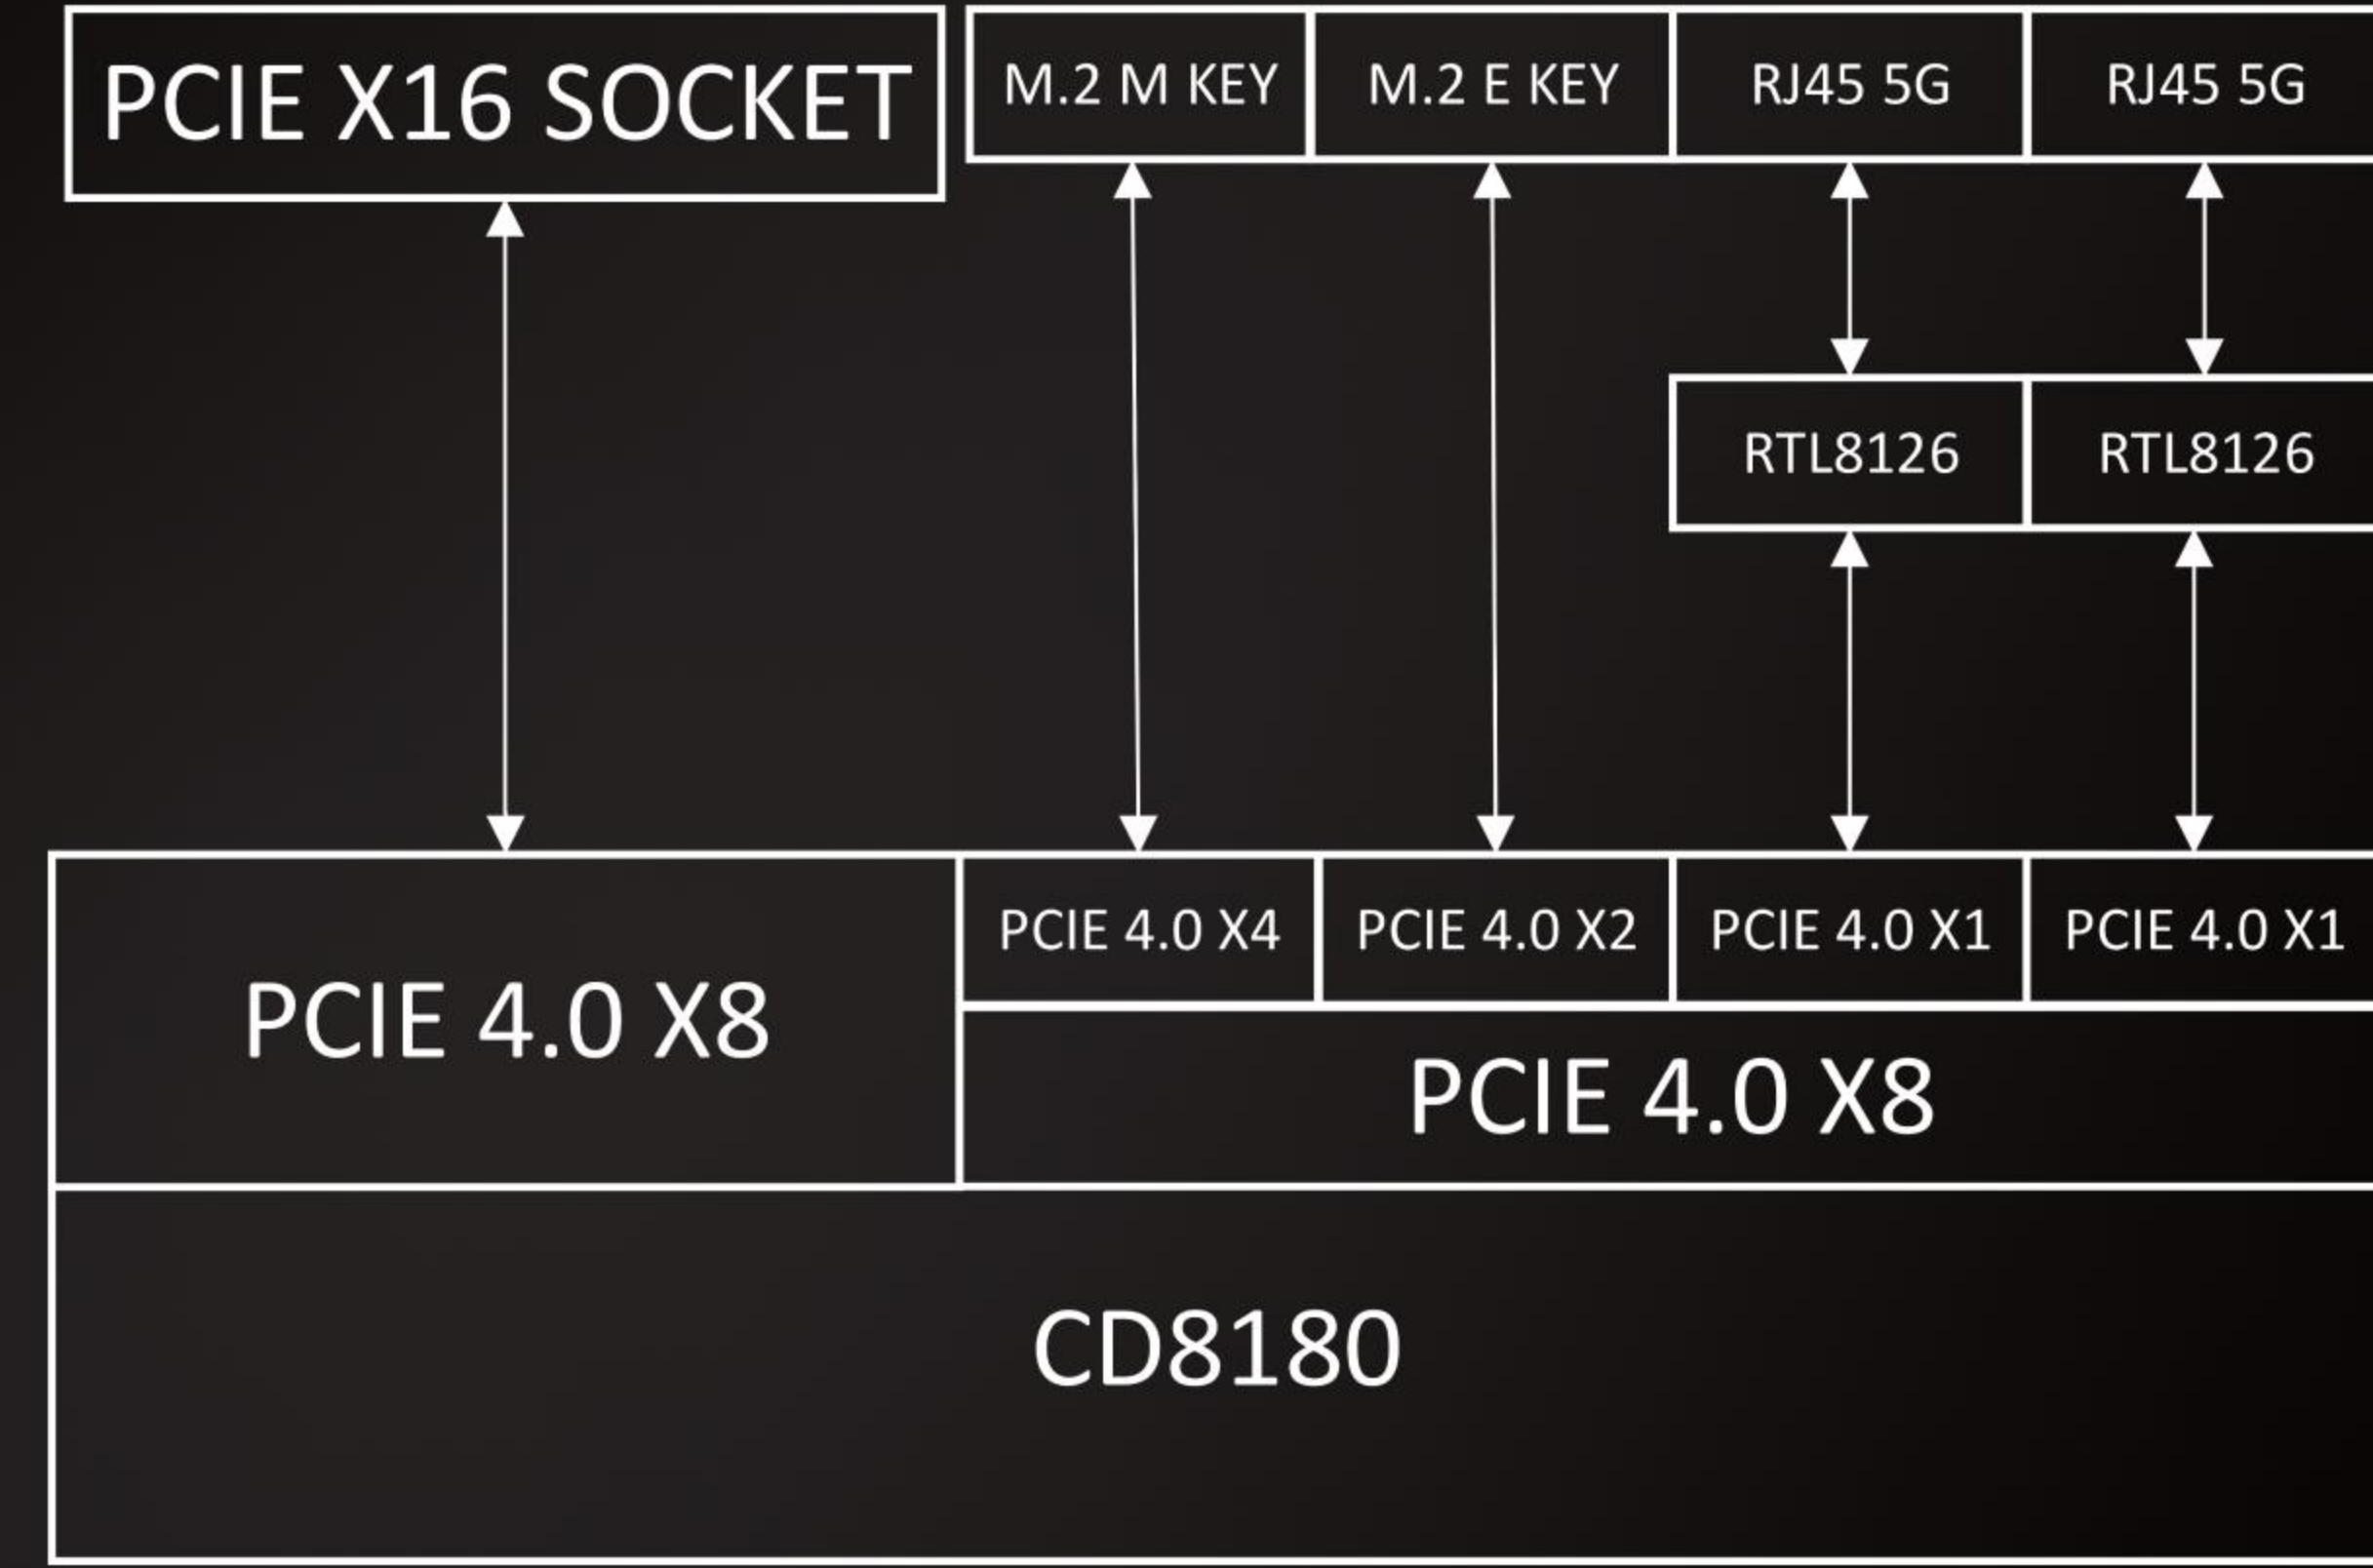 PCIE X16 SOCKET
M.2 M KEY
M.2 E KEY
RJ45 5G
RJ45 5G
RTL8126
RTL8126
PCIE 4.0 X8
PCIE 4.0 X4
PCIE 4.0 X2
PCIE 4.0 X1
PCIE 4.0 X1
PCIE 4.0 X8
CD8180